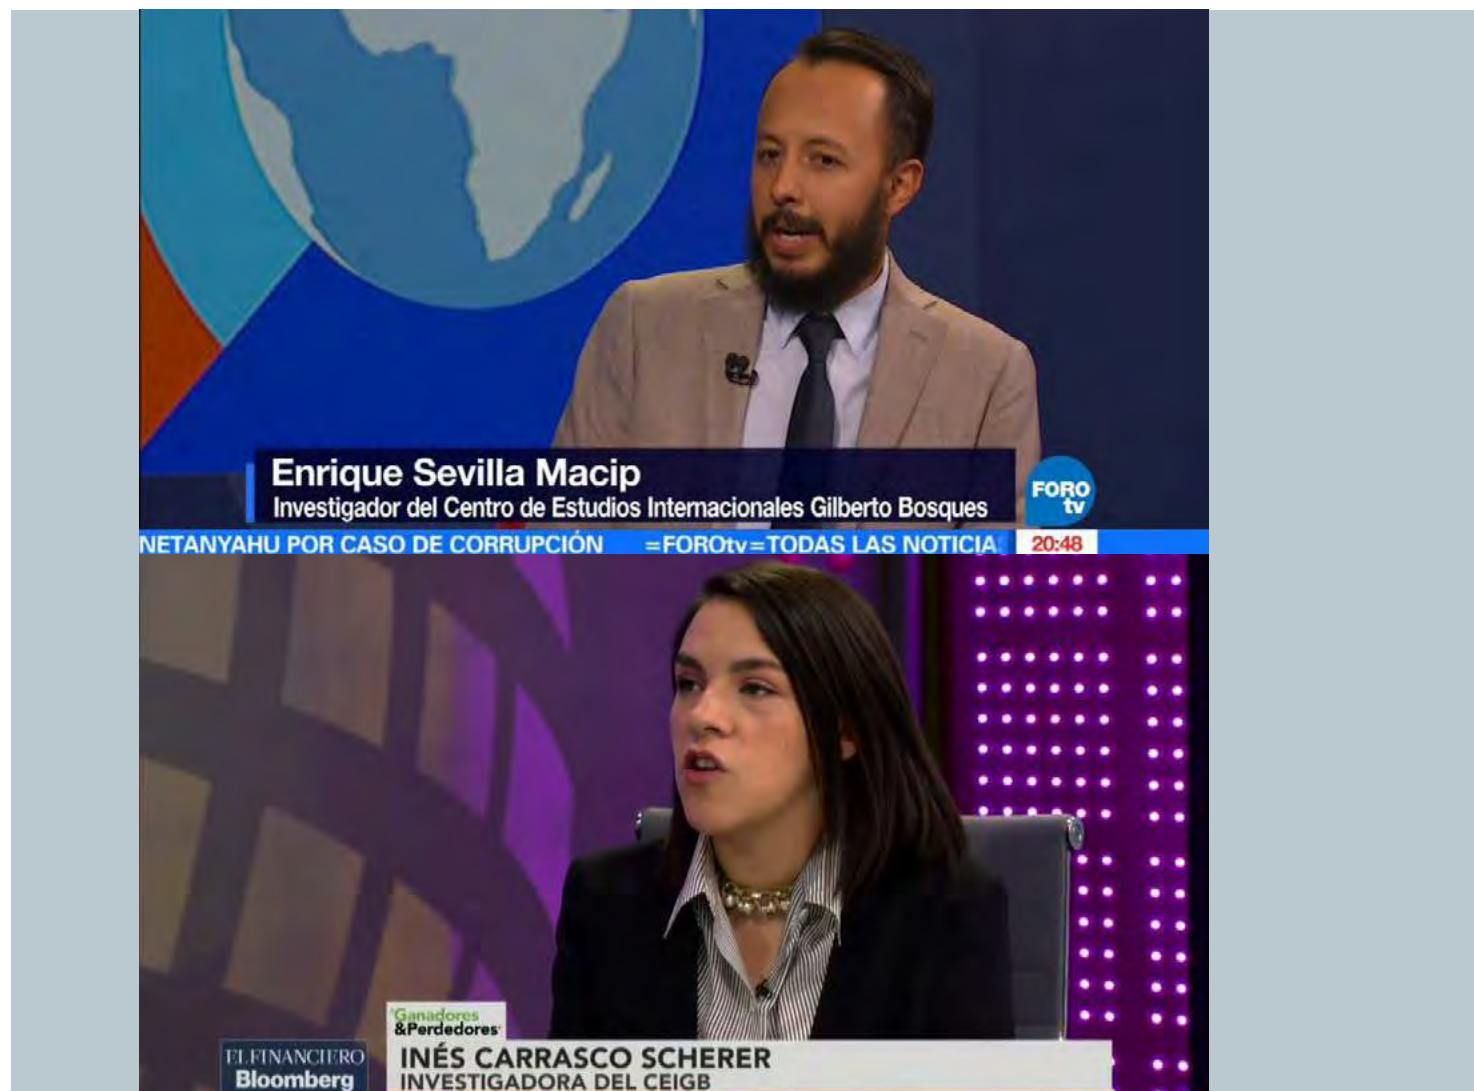 Enrique Sevilla Macip
Investigador del Centro de Estudios Internacionales Gilberto Bosques
FORO
tv
NETANYAHU POR CASO DE CORRUPCIÓN =FOROtv=TODAS LAS NOTICIA
20:48
'Ganadores
&Perdedores'
EL FINANCIERO
Bloomberg
INÉS CARRASCO SCHERER
INVESTIGADORA DEL CEIGB